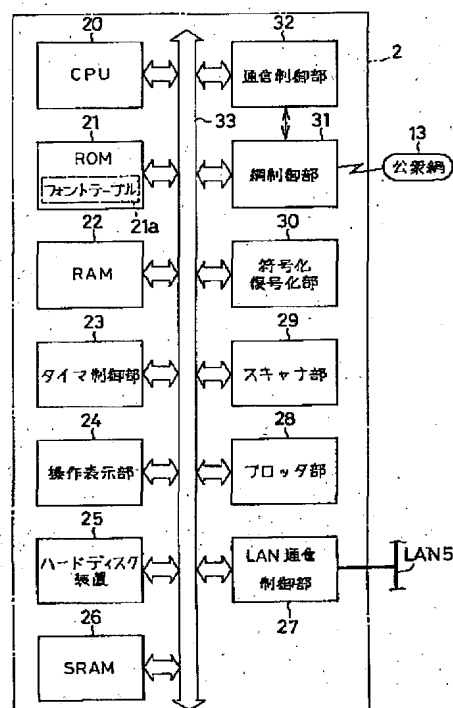 20
CPU
21
ROM
フォントテーブル
21a
22
RAM
23
タイマ制御部
24
操作表示部
25
ハードディスク
装置
26
SRAM
32
通信制御部
2
33
31
網制御部
13
公衆網
30
符号化
復号化部
29
スキャナ部
28
プロッタ部
LAN通信
制御部
27
LAN5